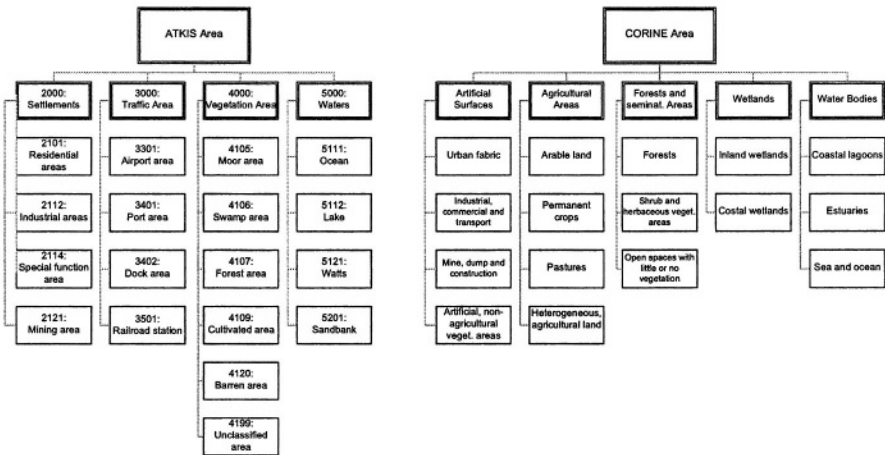 ATKIS Area
2000:
Settlements
2101:
Residential
areas
2112:
Industrial areas
2114:
Special function
area
2121:
Mining area
3000:
Traffic Area
3301:
Airport area
3401:
Port area
3402:
Dock area
3501:
Railroad station
4000:
Vegetation Area
4105:
Moor area
4106:
Swamp area
4107:
Forest area
4109:
Cultivated area
4120:
Barren area
4199:
Unclassified
area
5000:
Waters
5111:
Ocean
5112:
Lake
5121:
Watts
5201:
Sandbank
CORINE Area
Artificial
Surfaces
Urban fabric
Industrial,
commercial and
transport
Mine, dump and
construction
Artificial, non-
agricultural
veget. areas
Agricultural
Areas
Arable land
Permanent
crops
Pastures
Heterogeneous,
agricultural land
Forests and
seminat. Areas
Forests
Shrub and
herbaceous veget.
areas
Open spaces with
little or no
vegetation
Wetlands
Inland wetlands
Costal wetlands
Water Bodies
Coastal lagoons
Estuaries
Sea and ocean